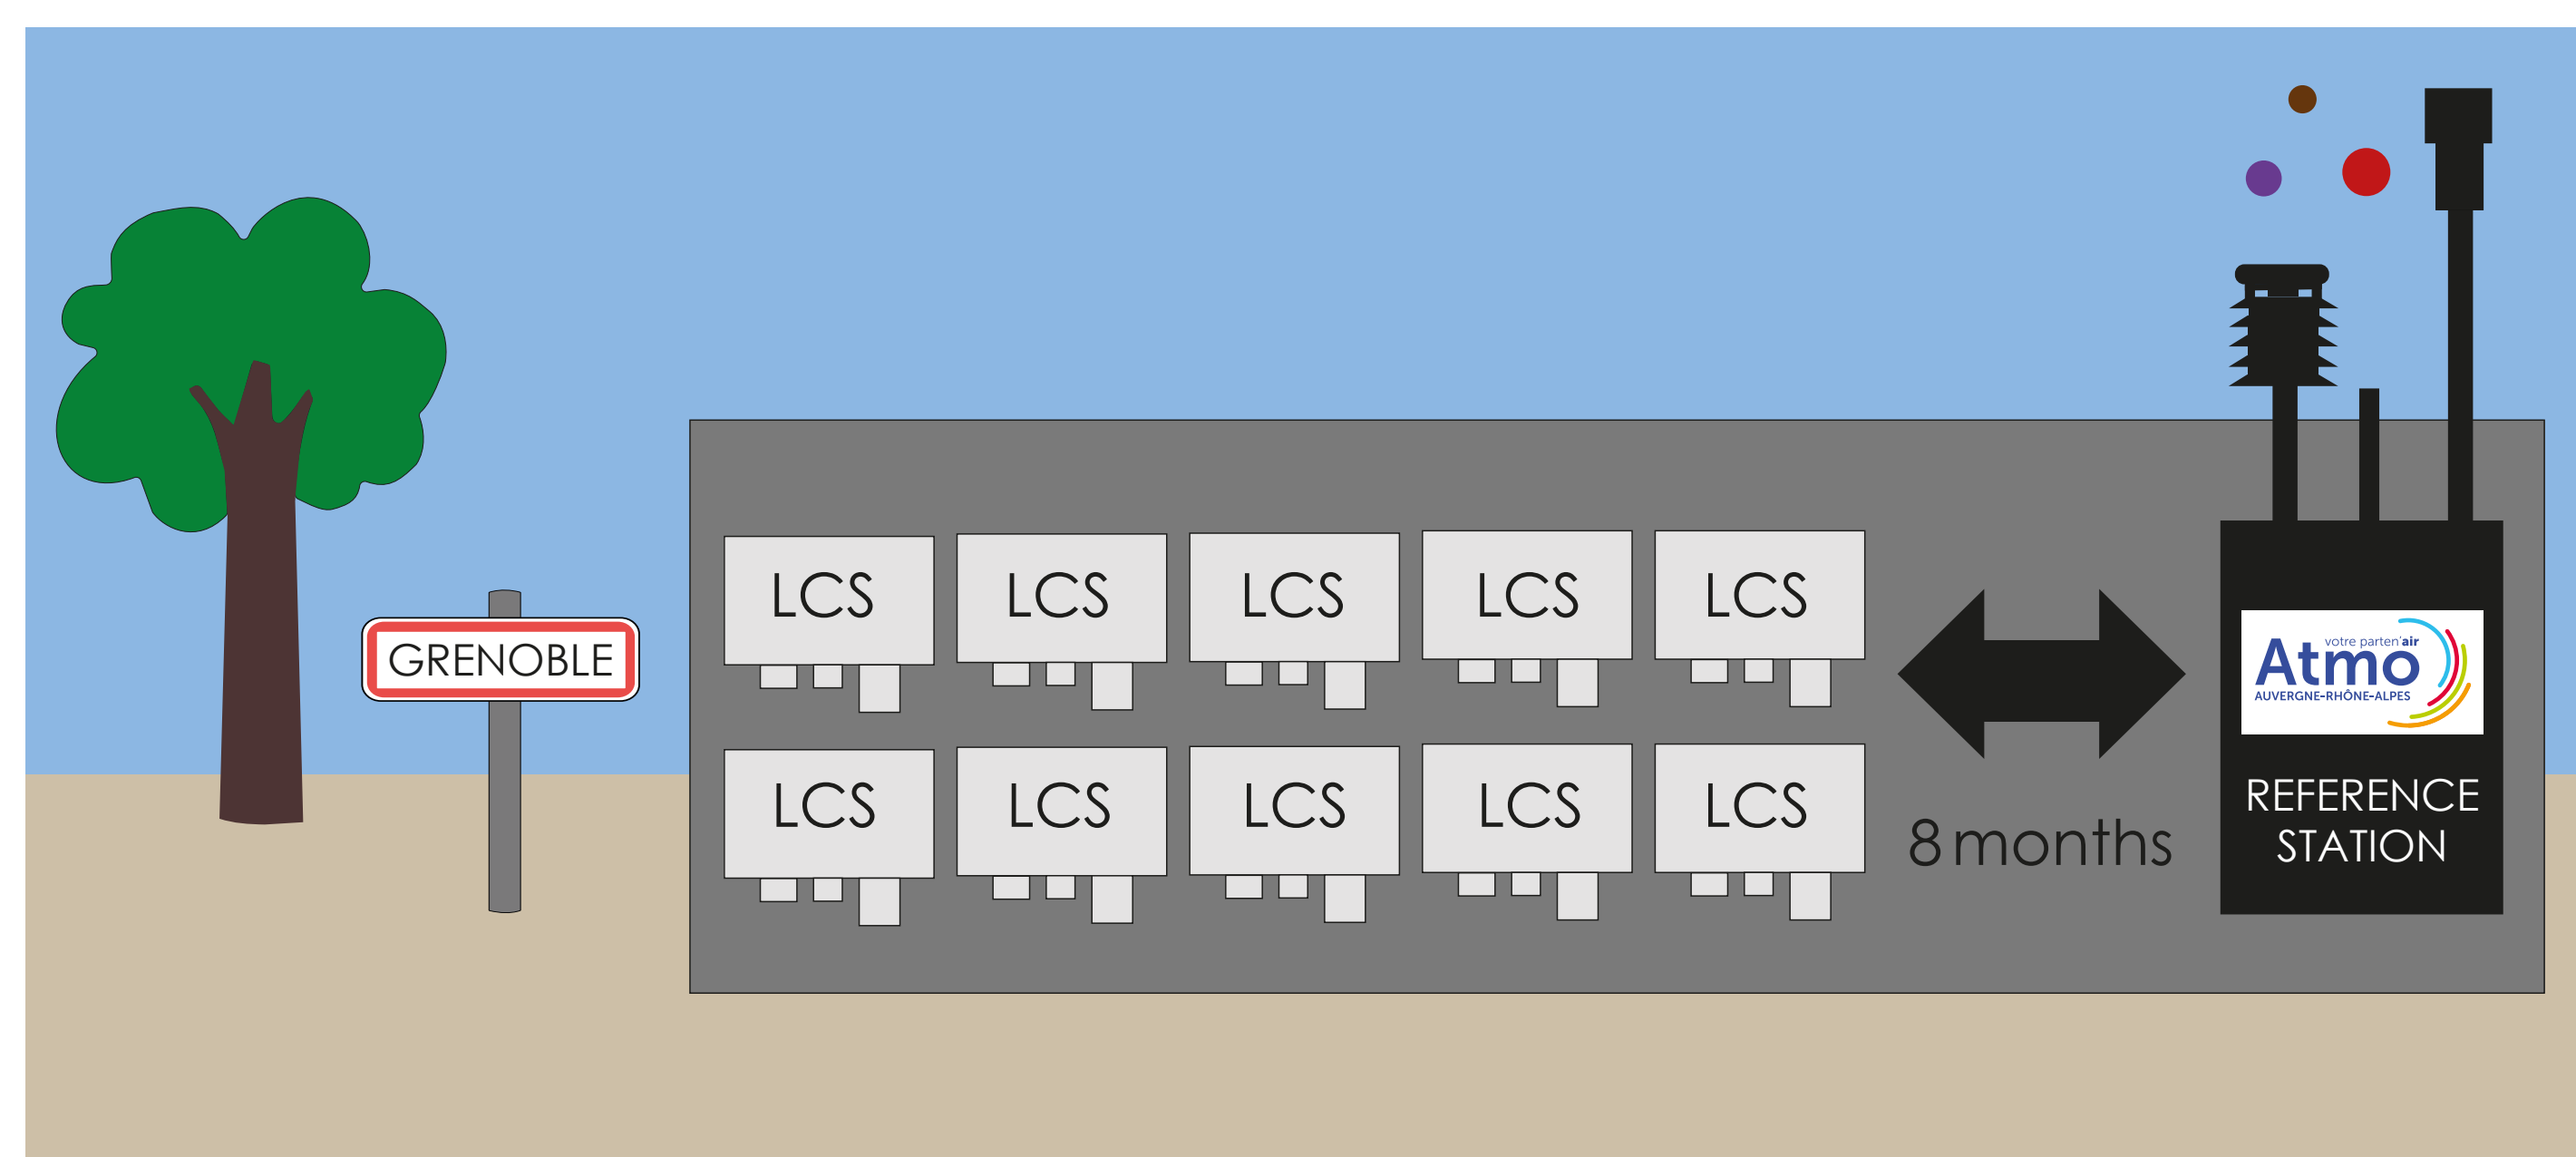 GRENOBLE
LCS LCS LCS LCS LCS
LCS LCS LCS LCS LCS
8 months
votre parten'air
Atmo
AUVERGNE-RHÔNE-ALPES
REFERENCE
STATION